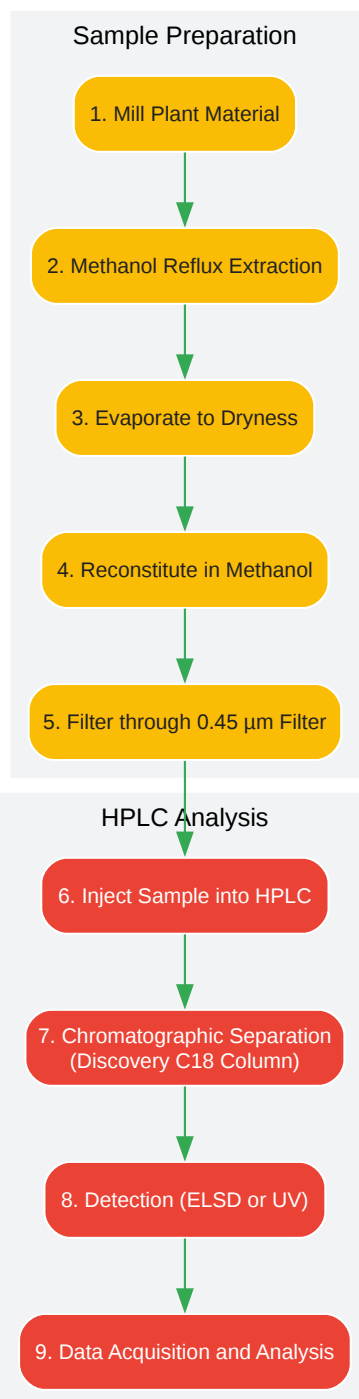 Sample Preparation
1. Mill Plant Material
2. Methanol Reflux Extraction
3. Evaporate to Dryness
4. Reconstitute in Methanol
5. Filter through 0.45 µm Filter
HPLC Analysis
6. Inject Sample into HPLC
7. Chromatographic Separation
(Discovery C18 Column)
8. Detection (ELSD or UV)
9. Data Acquisition and Analysis